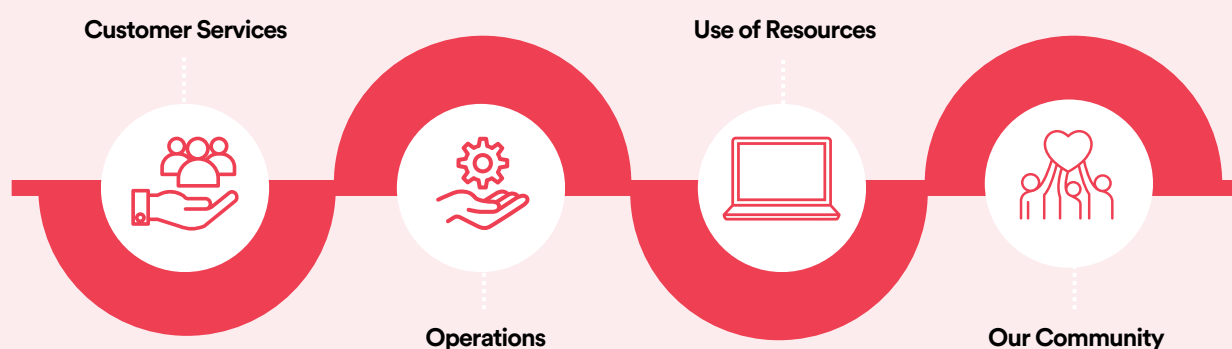 Customer Services
Use of Resources
Operations
Our Community